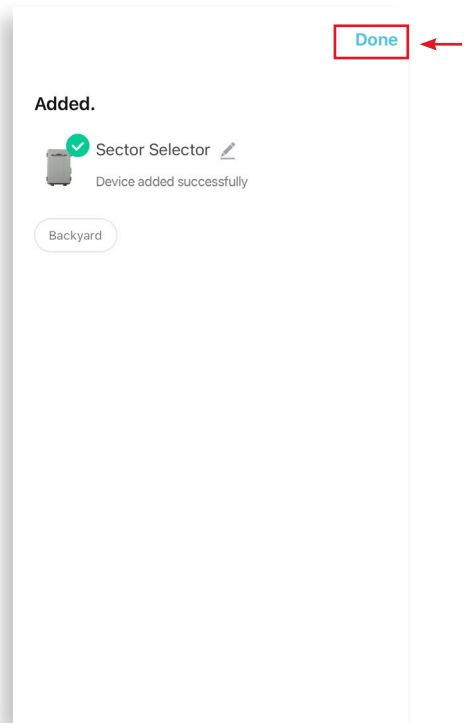 Done
Added.
Sector Selector
Device added successfully
Backyard